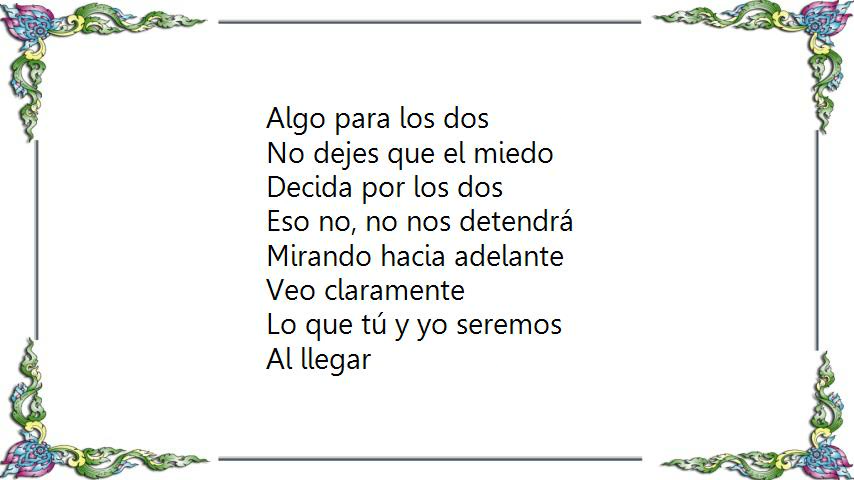 Algo para los dos
No dejes que el miedo
Decida por los dos
Eso no, no nos detendrá
Mirando hacia adelante
Veo claramente
Lo que tú y yo seremos
Al llegar